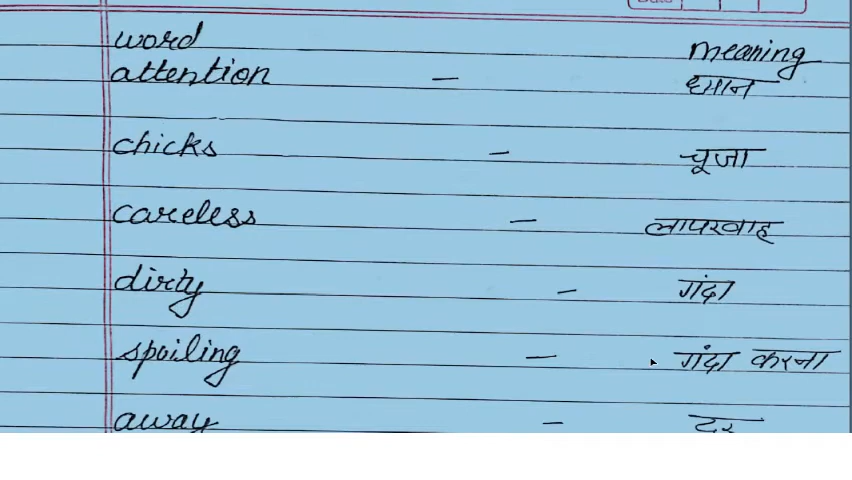 word meaning
attention - ध्यान
chicks - चूजा
careless - लापरवाह
dirty - गंदा
spoiling - गंदा करना
away -